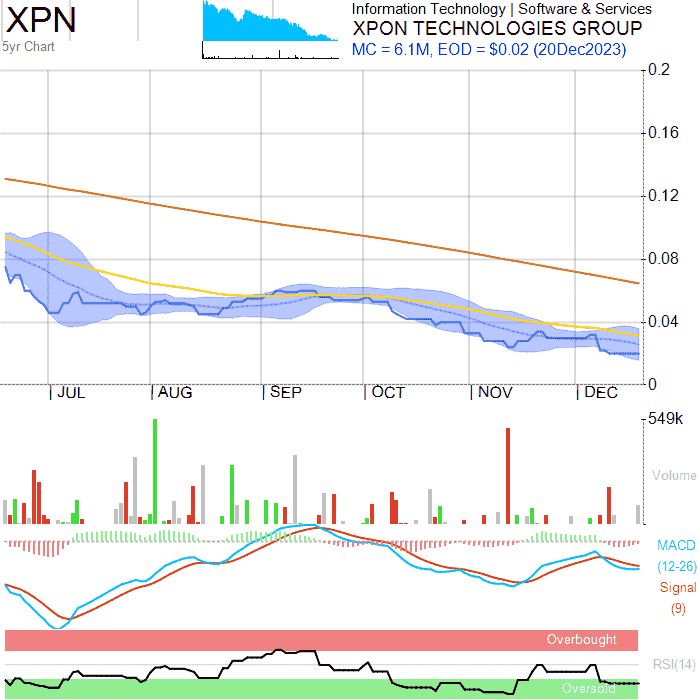 XPN
5yr Chart
Information Technology | Software & Services
XPON TECHNOLOGIES GROUP
MC = 6.1M, EOD = $0.02 (20Dec2023)
0.2
0.16
0.12
0.08
0.04
0
JUL
AUG
SEP
OCT
NOV
DEC
549k
Volume
MACD
(12-26)
Signal
(9)
Overbought
RSI(14)
Oversold